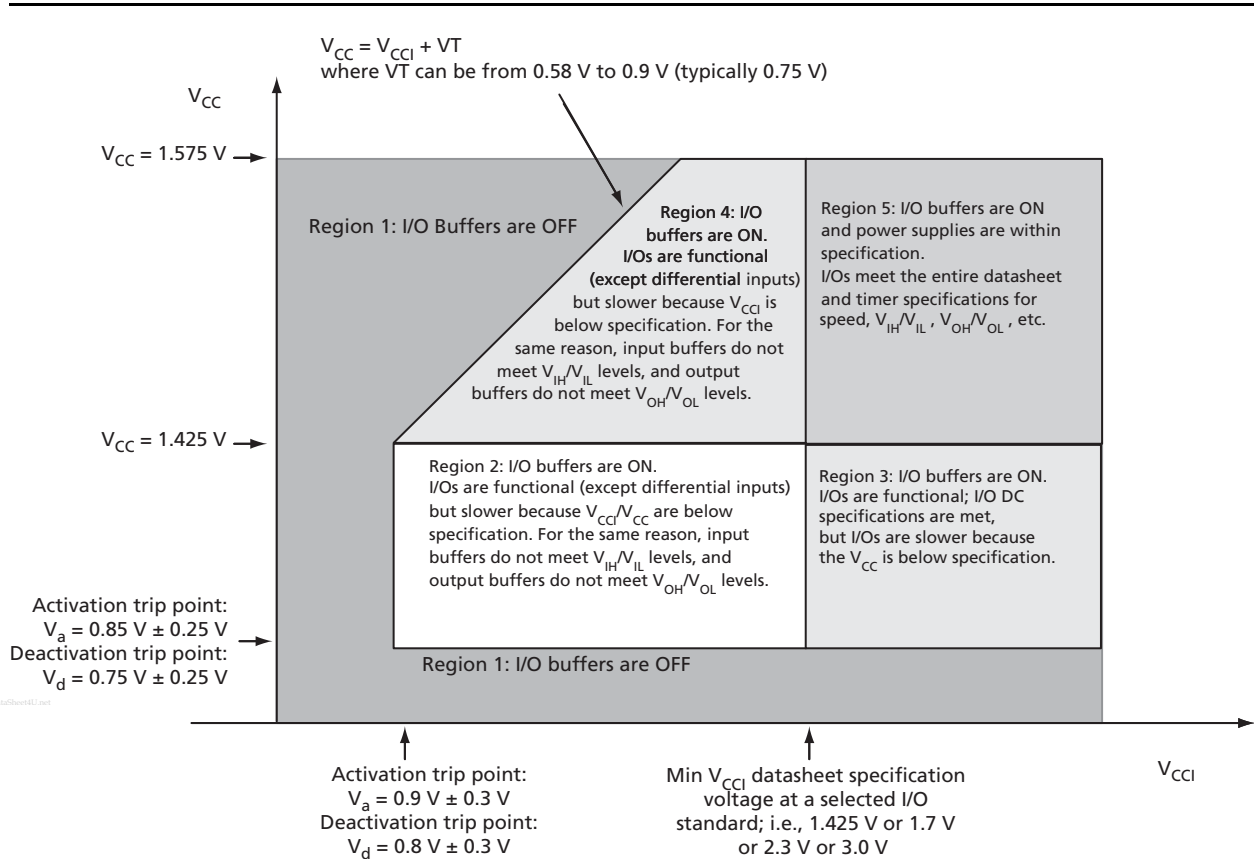 V_CC = V_CCI + VT
where VT can be from 0.58 V to 0.9 V (typically 0.75 V)
V_CC
V_CC = 1.575 V
Region 1: I/O Buffers are OFF
Region 4: I/O
buffers are ON.
I/Os are functional
(except differential inputs)
but slower because V_CCI is
below specification. For the
same reason, input buffers do not
meet V_IH/V_IL levels, and output
buffers do not meet V_OH/V_OL levels.
Region 5: I/O buffers are ON
and power supplies are within
specification.
I/Os meet the entire datasheet
and timer specifications for
speed, V_IH/V_IL , V_OH/V_OL , etc.
V_CC = 1.425 V
Region 2: I/O buffers are ON.
I/Os are functional (except differential inputs)
but slower because V_CCI/V_CC are below
specification. For the same reason, input
buffers do not meet V_IH/V_IL levels, and
output buffers do not meet V_OH/V_OL levels.
Region 3: I/O buffers are ON.
I/Os are functional; I/O DC
specifications are met,
but I/Os are slower because
the V_CC is below specification.
Activation trip point:
V_a = 0.85 V ± 0.25 V
Deactivation trip point:
V_d = 0.75 V ± 0.25 V
Region 1: I/O buffers are OFF
Activation trip point:
V_a = 0.9 V ± 0.3 V
Deactivation trip point:
V_d = 0.8 V ± 0.3 V
Min V_CCI datasheet specification
voltage at a selected I/O
standard; i.e., 1.425 V or 1.7 V
or 2.3 V or 3.0 V
V_CCI